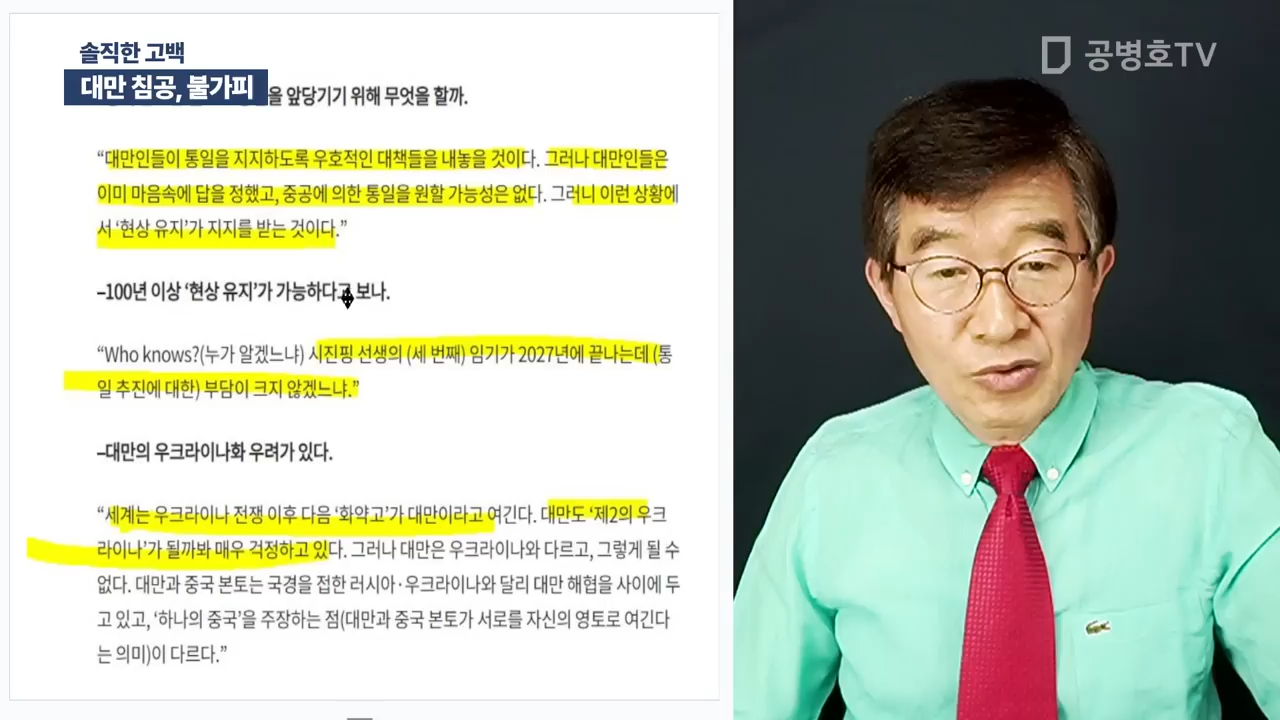 솔직한 고백
대만 침공, 불가피
을 앞당기기 위해 무엇을 할까.
“대만인들이 통일을 지지하도록 우호적인 대책들을 내놓을 것이다. 그러나 대만인들은
이미 마음속에 답을 정했고, 중공에 의한 통일을 원할 가능성은 없다. 그러니 이런 상황에
서 ‘현상 유지’가 지지를 받는 것이다.”
–100년 이상 ‘현상 유지’가 가능하다고 보나.
“Who knows?(누가 알겠느냐) 시진핑 선생의 (세 번째) 임기가 2027년에 끝나는데 (통
일 추진에 대한) 부담이 크지 않겠느냐.”
–대만의 우크라이나화 우려가 있다.
“세계는 우크라이나 전쟁 이후 다음 ‘화약고’가 대만이라고 여긴다. 대만도 ‘제2의 우크
라이나’가 될까봐 매우 걱정하고 있다. 그러나 대만은 우크라이나와 다르고, 그렇게 될 수
없다. 대만과 중국 본토는 국경을 접한 러시아·우크라이나와 달리 대만 해협을 사이에 두
고 있고, ‘하나의 중국’을 주장하는 점(대만과 중국 본토가 서로를 자신의 영토로 여긴다
는 의미)이 다르다.”
공병호TV